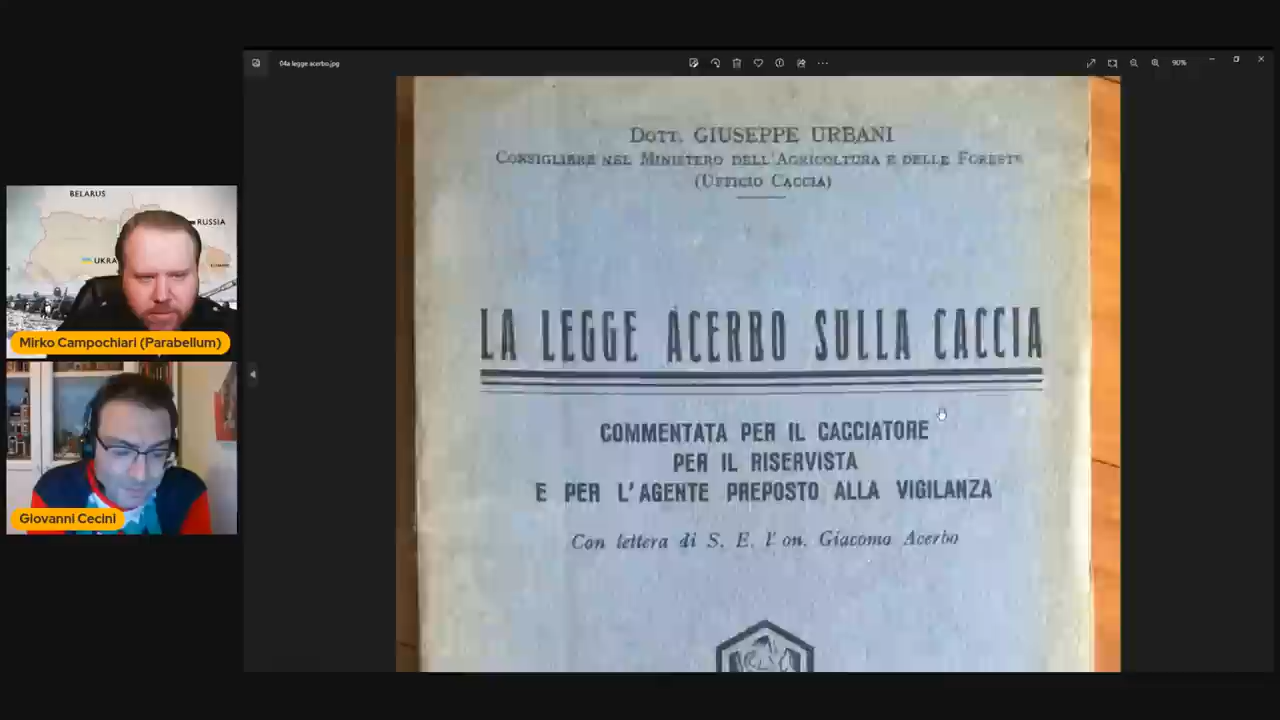 04a legge acerbo.jpg
90%
Dott. GIUSEPPE URBANI
Consigliere nel Ministero dell'Agricoltura e delle Foreste
(Ufficio Caccia)
LA LEGGE ACERBO SULLA CACCIA
COMMENTATA PER IL CACCIATORE
PER IL RISERVISTA
E PER L'AGENTE PREPOSTO ALLA VIGILANZA
Con lettera di S. E. l'on. Giacomo Acerbo
BELARUS
RUSSIA
UKRA
Mirko Campochiari (Parabellum)
Giovanni Cecini